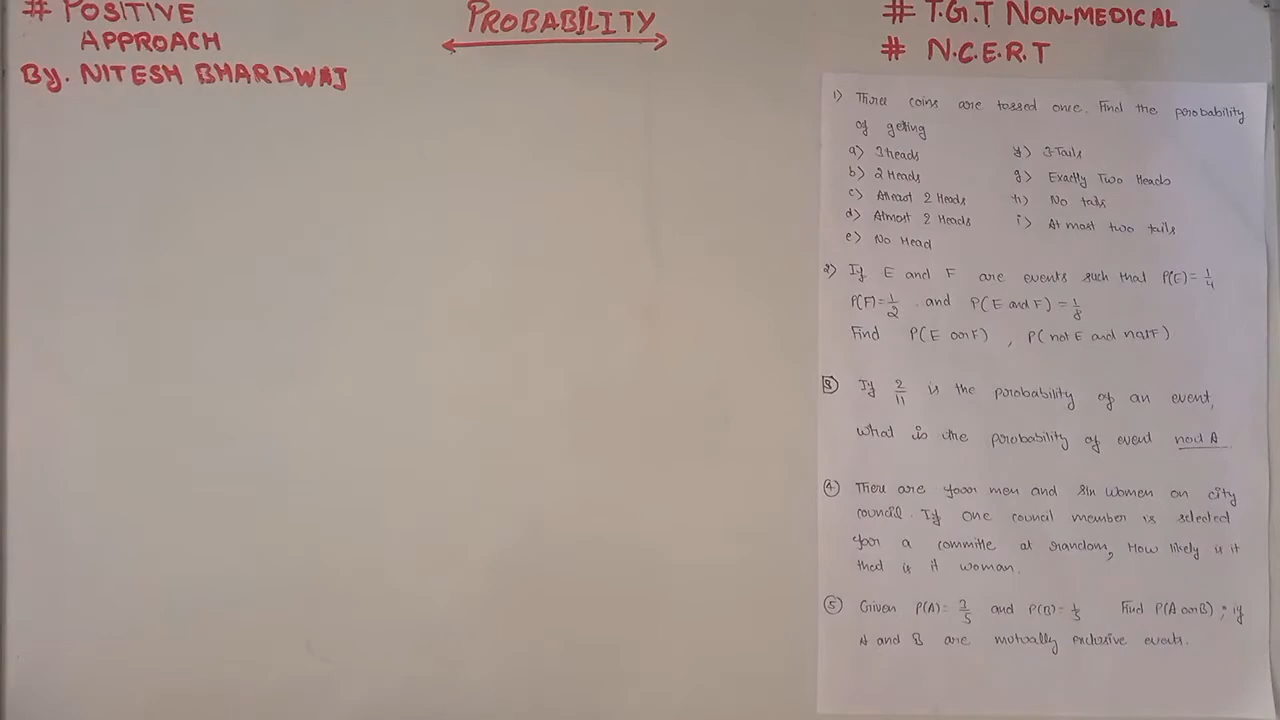 # POSITIVE
APPROACH
By. NITESH BHARDWAJ
PROBABILITY
# T.G.T NON-MEDICAL
# N.C.E.R.T
1) Three coins are tossed once. Find the probability
of geting
a) 3 heads
b) 2 Heads
c) Atleast 2 Heads
d) Atmost 2 Heads
e) No Head
f) 3 Tails
g) Exactly Two Heads
h) No tails
i) At most two tails
2) If E and F are events such that P(E)=1/4
P(F)=1/2 . and P(E and F)=1/8
Find P(E or F) , P(not E and not F)
3 If 2/11 is the probability of an event,
what is the probability of event not A
4 There are four men and six women on city
council. If one council member is selected
for a committe at random, How likely is it
that is it woman.
5 Given P(A)=3/5 and P(B)=1/5 Find P(A or B) ; if
A and B are mutually exclusive events.